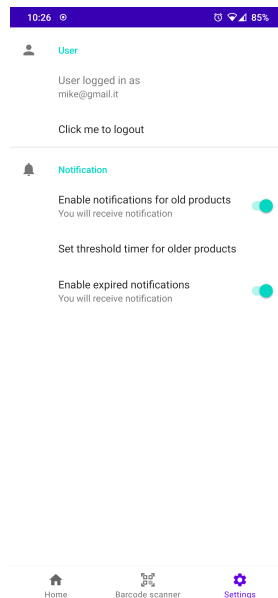 10:26
85%
User
User logged in as
mike@gmail.it
Click me to logout
Notification
Enable notifications for old products
You will receive notification
Set threshold timer for older products
Enable expired notifications
You will receive notification
Home
Barcode scanner
Settings